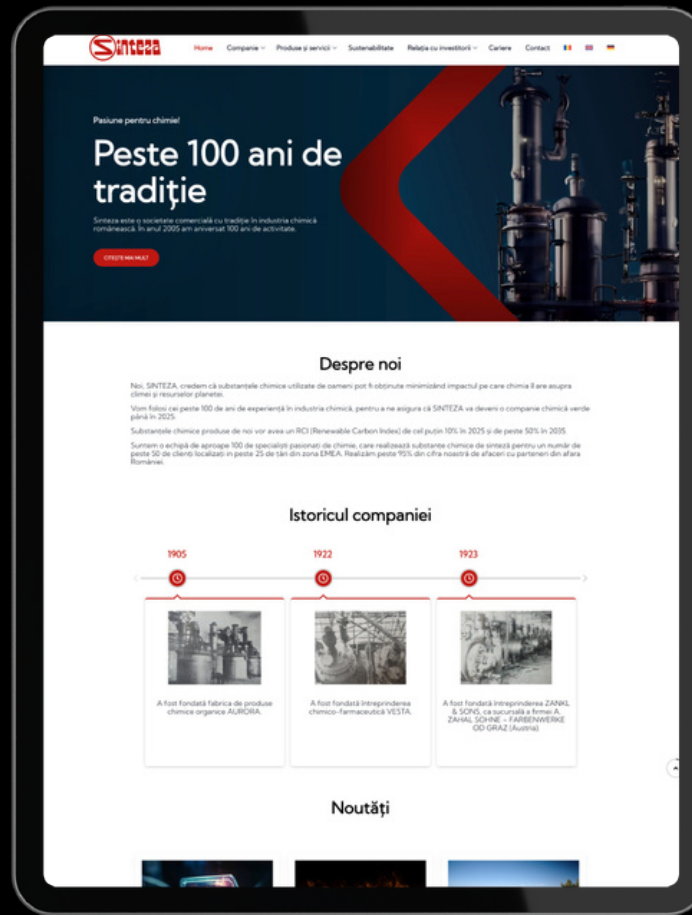 Sinteza
Home Companie Produse și servicii Sustenabilitate Relația cu investitorii Cariere Contact
Pasiune pentru chimie!
Peste 100 ani de
tradiție
Sinteza este o societate comercială cu tradiție în industria chimică
românească. În anul 2005 am aniversat 100 ani de activitate.
CITEȘTE MAI MULT
Despre noi
Noi, SINTEZA, credem că substanțele chimice utilizate de oameni pot fi obținute minimizând impactul pe care chimia îl are asupra
climei și resurselor planetei.
Vom folosi cei peste 100 de ani de experiență în industria chimică, pentru a ne asigura că SINTEZA va deveni o companie chimică verde
până în 2025.
Substanțele chimice produse de noi vor avea un RCI (Renewable Carbon Index) de cel puțin 10% în 2025 și de peste 50% în 2035.
Suntem o echipă de aproape 100 de specialiști pasionați de chimie, care realizează substanțe chimice de sinteză pentru un număr de
peste 50 de clienți localizați in peste 25 de țări din zona EMEA. Realizăm peste 95% din cifra noastră de afaceri cu parteneri din afara
României.
Istoricul companiei
1905 1922 1923
A fost fondată fabrica de produse
chimice organice AURORA.
A fost fondată întreprinderea
chimico-farmaceutică VESTA.
A fost fondată întreprinderea ZANKL
& SONS, ca sucursală a firmei A.
ZAHAL SOHNE – FARBENWERKE
OD GRAZ (Austria).
Noutăți